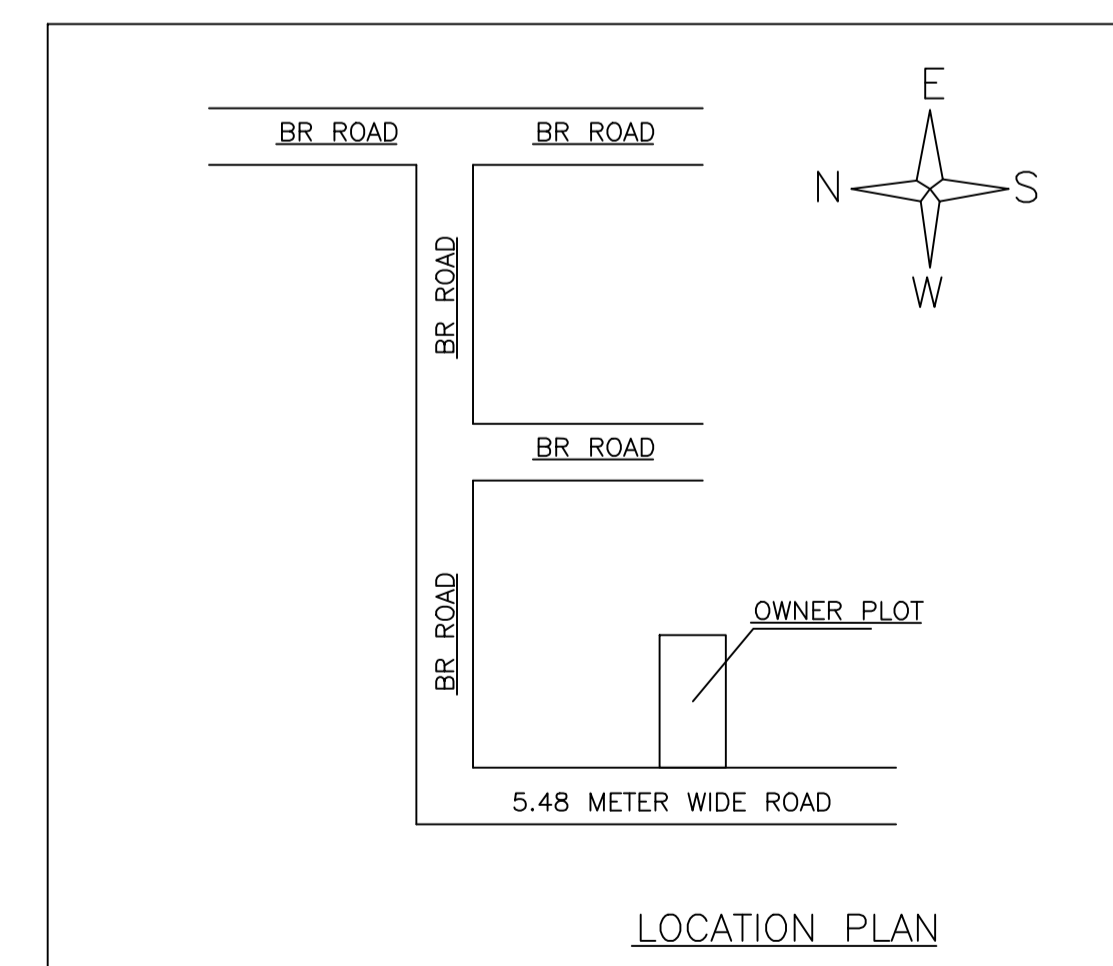 E
BR ROAD BR ROAD
N S
BR ROAD
W
BR ROAD
BR ROAD
OWNER PLOT
5.48 METER WIDE ROAD
LOCATION PLAN